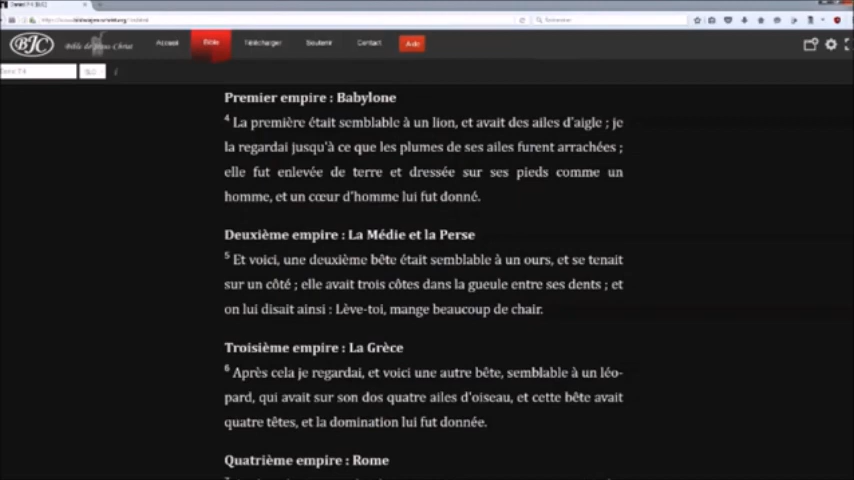 BJC
Bible de Jésus Christ
Accueil
Bible
Télécharger
Soutenir
Contact
Aide
Premier empire : Babylone
4 La première était semblable à un lion, et avait des ailes d'aigle ; je
la regardai jusqu'à ce que les plumes de ses ailes furent arrachées ;
elle fut enlevée de terre et dressée sur ses pieds comme un
homme, et un cœur d'homme lui fut donné.
Deuxième empire : La Médie et la Perse
5 Et voici, une deuxième bête était semblable à un ours, et se tenait
sur un côté ; elle avait trois côtes dans la gueule entre ses dents ; et
on lui disait ainsi : Lève-toi, mange beaucoup de chair.
Troisième empire : La Grèce
6 Après cela je regardai, et voici une autre bête, semblable à un léo-
pard, qui avait sur son dos quatre ailes d'oiseau, et cette bête avait
quatre têtes, et la domination lui fut donnée.
Quatrième empire : Rome